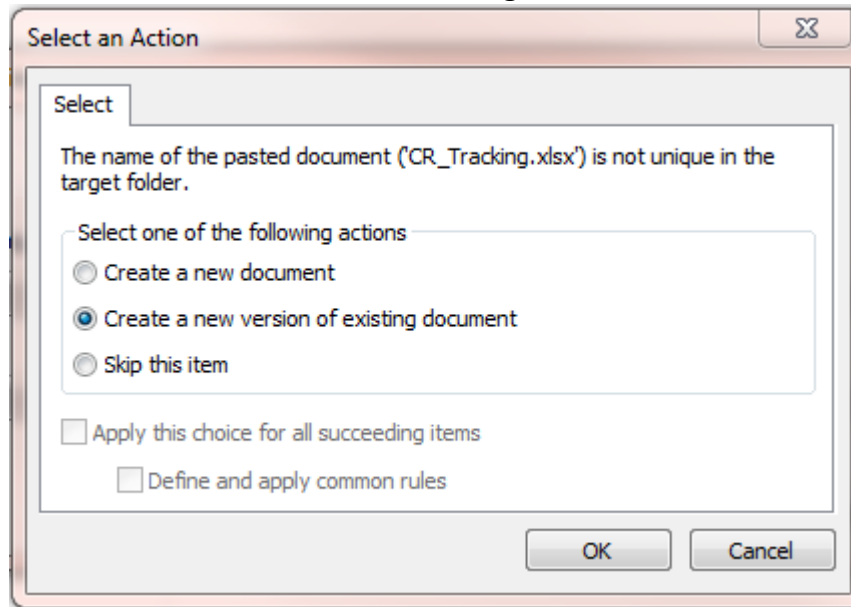 Select an Action
Select
The name of the pasted document ('CR_Tracking.xlsx') is not unique in the
target folder.
Select one of the following actions
Create a new document
Create a new version of existing document
Skip this item
Apply this choice for all succeeding items
Define and apply common rules
OK Cancel